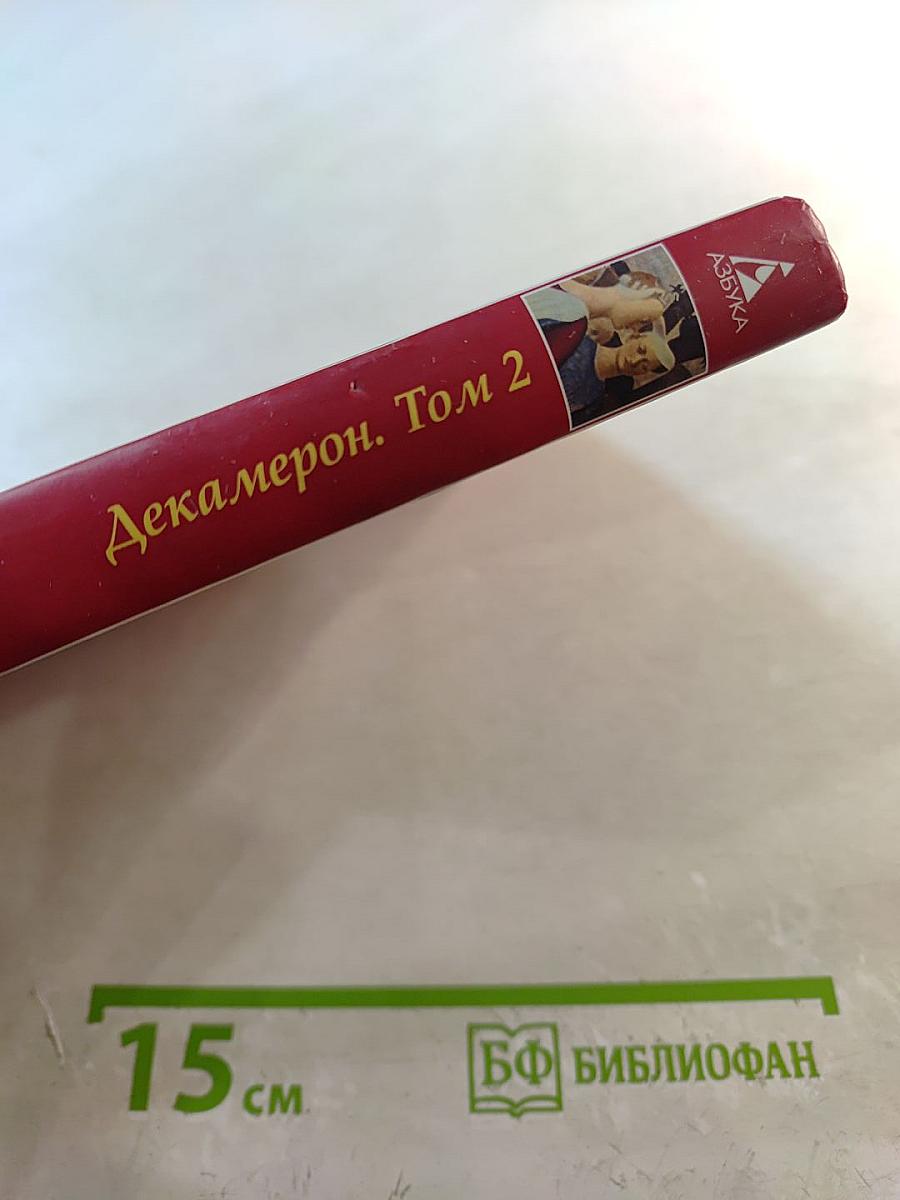 Декамерон. Том 2
АЗБУКА
15 см
БФ БИБЛИОФАН